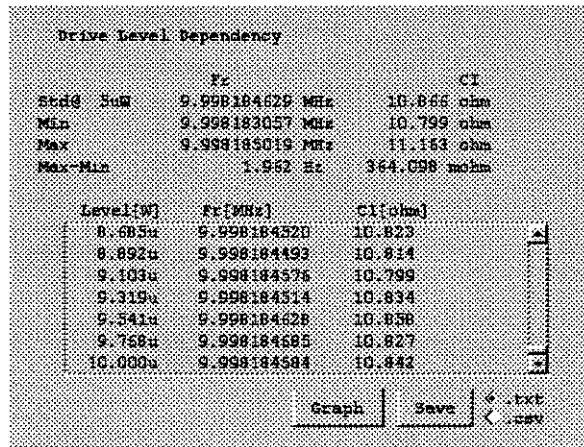 Drive Level Dependency
Fr CI
Std@ 5uW 9.998184629 MHz 10.866 ohm
Min 9.998183057 MHz 10.799 ohm
Max 9.998185019 MHz 11.163 ohm
Max-Min 1.962 Hz 364.098 mohm
Level[W] Fr[MHz] CI[ohm]
8.685u 9.998184520 10.823
8.892u 9.998184493 10.814
9.103u 9.998184576 10.799
9.319u 9.998184514 10.834
9.541u 9.998184628 10.858
9.768u 9.998184685 10.827
10.000u 9.998184584 10.842
Graph Save .txt
.csv